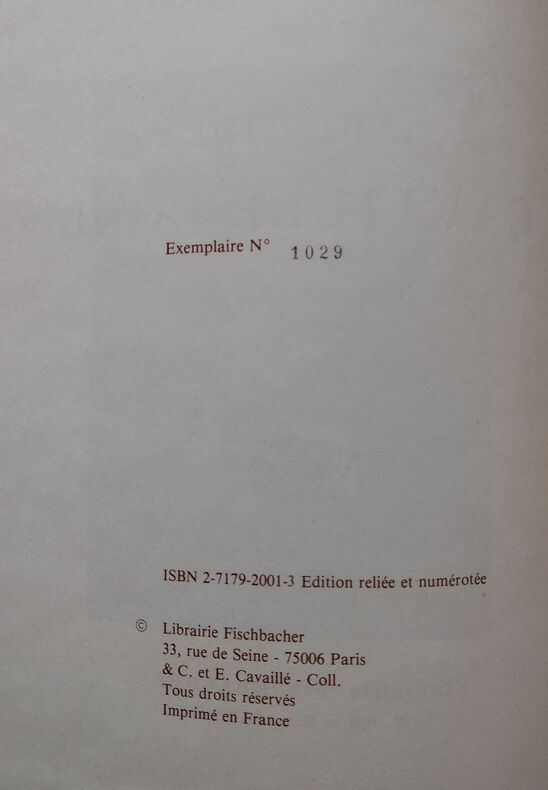 Exemplaire N° 1029
ISBN 2-7179-2001-3 Edition reliée et numérotée
© Librairie Fischbacher
33, rue de Seine - 75006 Paris
& C. et E. Cavaillé - Coll.
Tous droits réservés
Imprimé en France